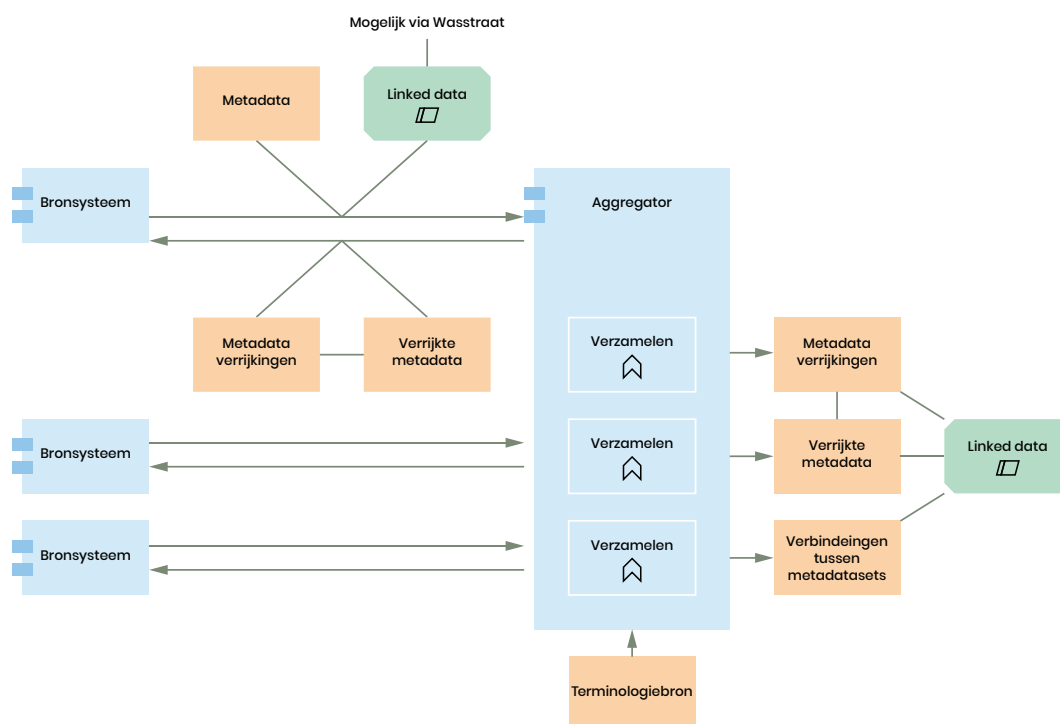 Mogelijk via Wasstraat
Metadata
Linked data
Bronsysteem
Aggregator
Metadata
verrijkingen
Verrijkte
metadata
Verzamelen
Metadata
verrijkingen
Bronsysteem
Verzamelen
Verrijkte
metadata
Linked data
Bronsysteem
Verzamelen
Verbindeingen
tussen
metadatasets
Terminologiebron